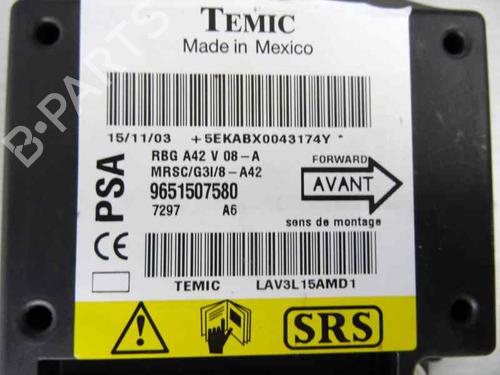 TEMIC
Made in Mexico
15/11/03 +5EKABX0043174Y *
PSA
RBG A42 V 08-A
MRSC/G3I/8-A42
9651507580
7297 A6
FORWARD
AVANT
sens de montage
CE
TEMIC LAV3L15AMD1
SRS